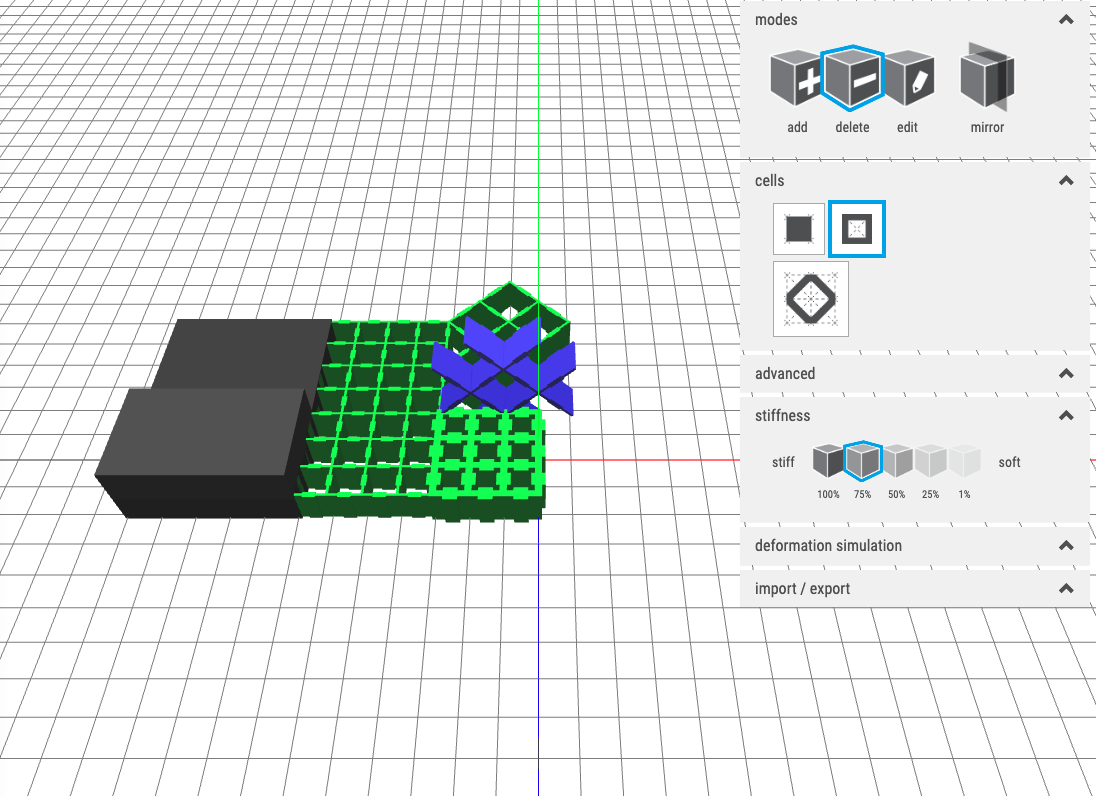 modes
add delete edit mirror
cells
advanced
stiffness
stiff soft
100% 75% 50% 25% 1%
deformation simulation
import / export